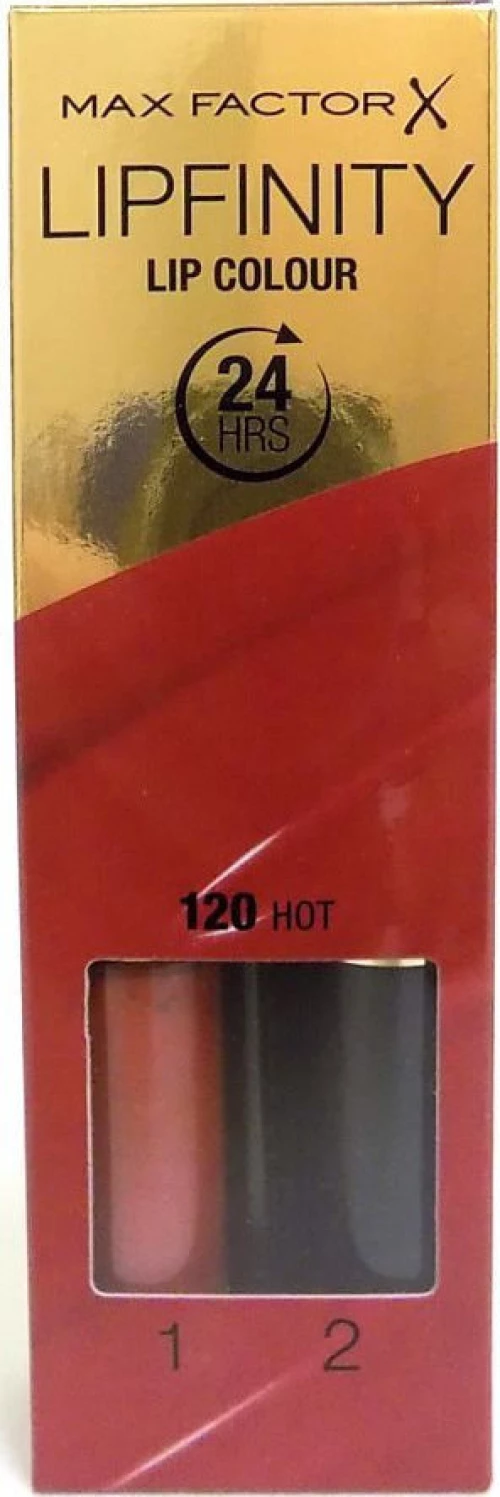 MAX FACTOR X
LIPFINITY
LIP COLOUR
24
HRS
120 HOT
1 2